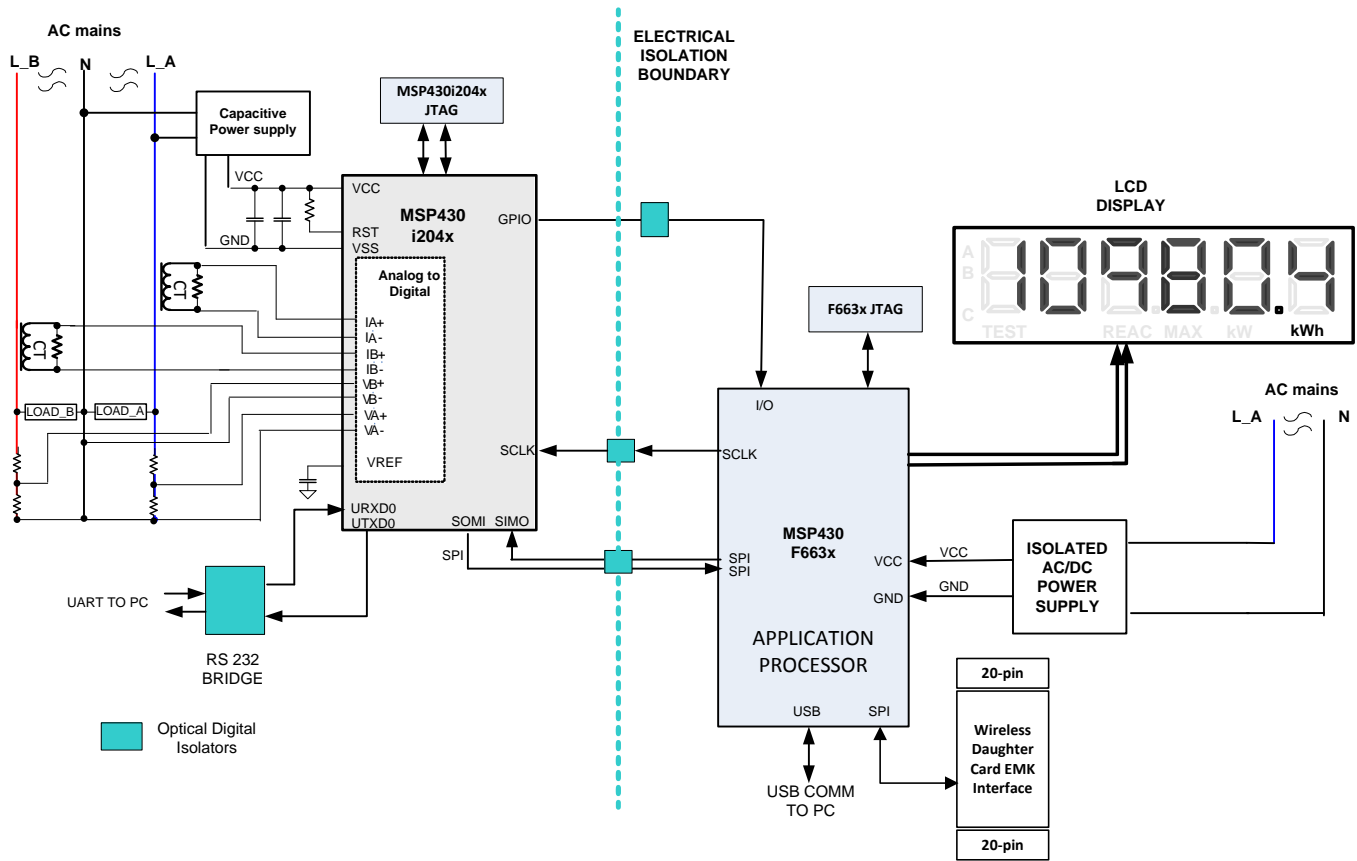 AC mains
L_B
N
L_A
Capacitive
Power supply
MSP430i204x
JTAG
ELECTRICAL
ISOLATION
BOUNDARY
VCC
GND
VCC
RST
VSS
MSP430
i204x
GPIO
Analog to
Digital
CT
CT
IA+
IA-
IB+
IB-
VB+
VB-
VA+
VA-
VREF
LOAD_B
LOAD_A
SCLK
URXD0
UTXD0
SOMI
SIMO
SPI
UART TO PC
RS 232
BRIDGE
Optical Digital
Isolators
LCD
DISPLAY
A
B
C
10980.4
TEST
REAC
MAX
kW
kWh
F663x JTAG
I/O
SCLK
MSP430
F663x
SPI
SPI
VCC
GND
APPLICATION
PROCESSOR
USB
SPI
VCC
GND
ISOLATED
AC/DC
POWER
SUPPLY
AC mains
L_A
N
USB COMM
TO PC
20-pin
Wireless
Daughter
Card EMK
Interface
20-pin